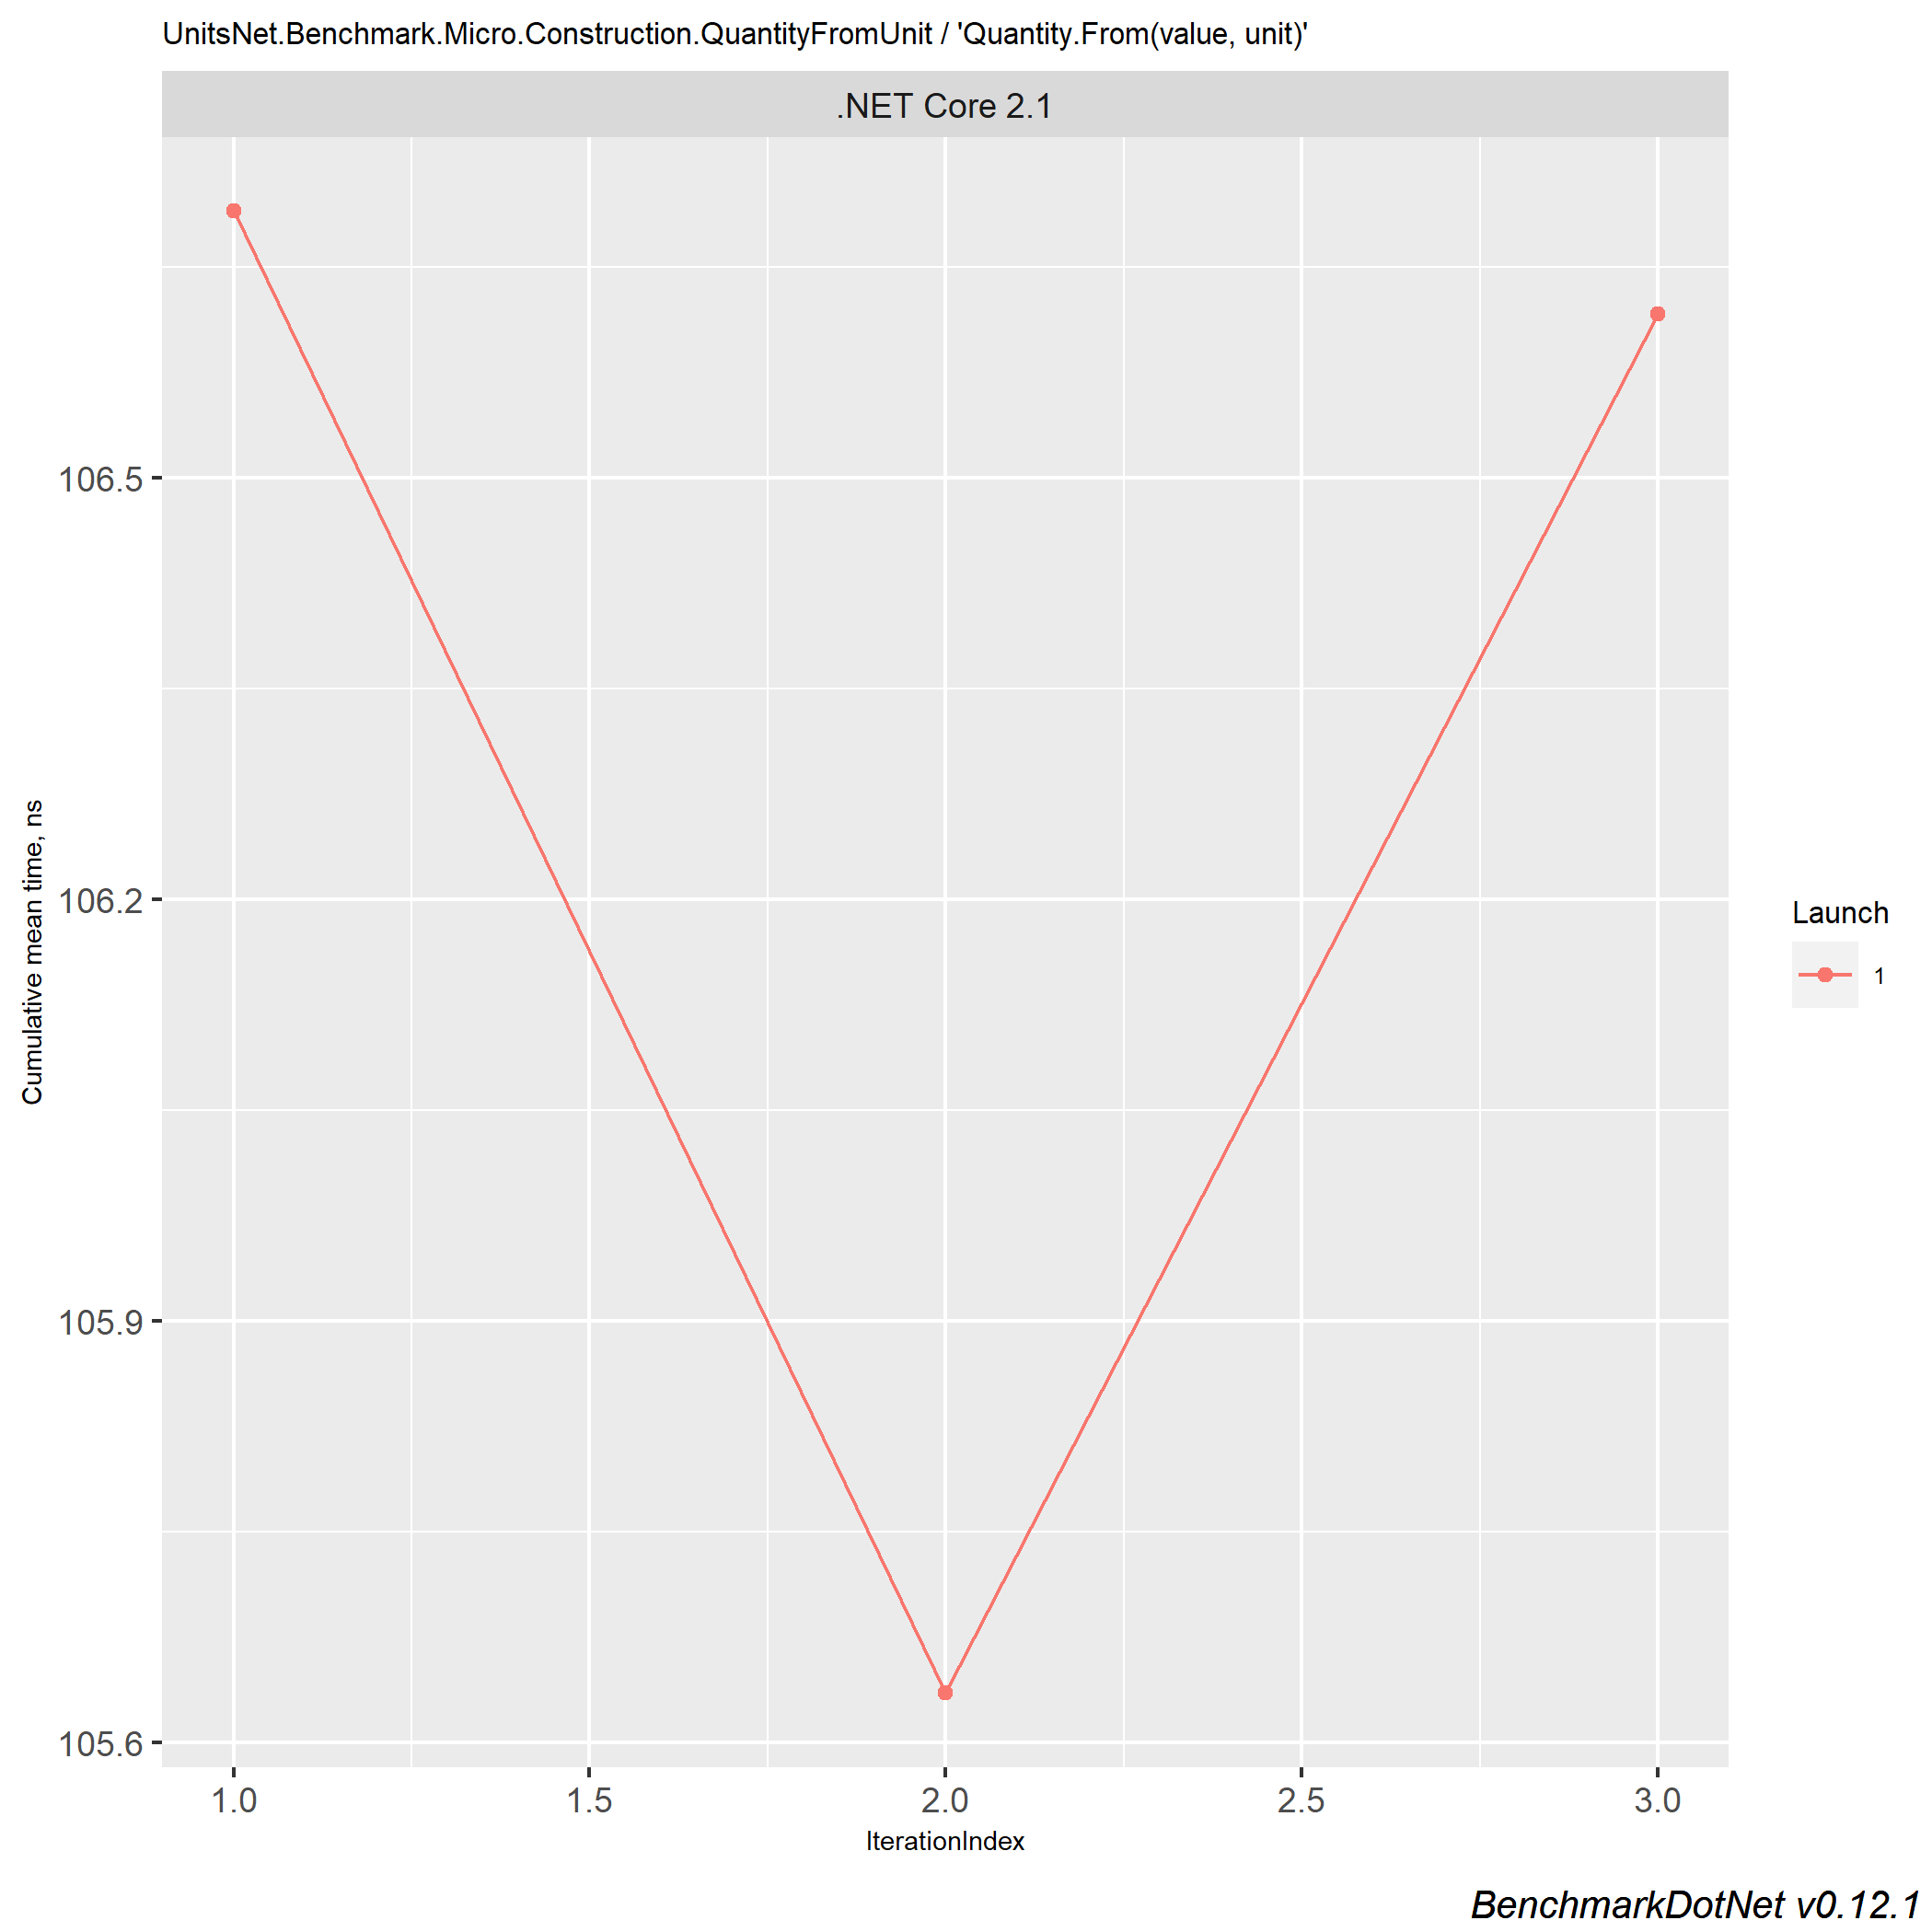 UnitsNet.Benchmark.Micro.Construction.QuantityFromUnit / 'Quantity.From(value, unit)'
.NET Core 2.1
106.5
106.2
105.9
105.6
Cumulative mean time, ns
1.0 1.5 2.0 2.5 3.0
IterationIndex
Launch
1
BenchmarkDotNet v0.12.1